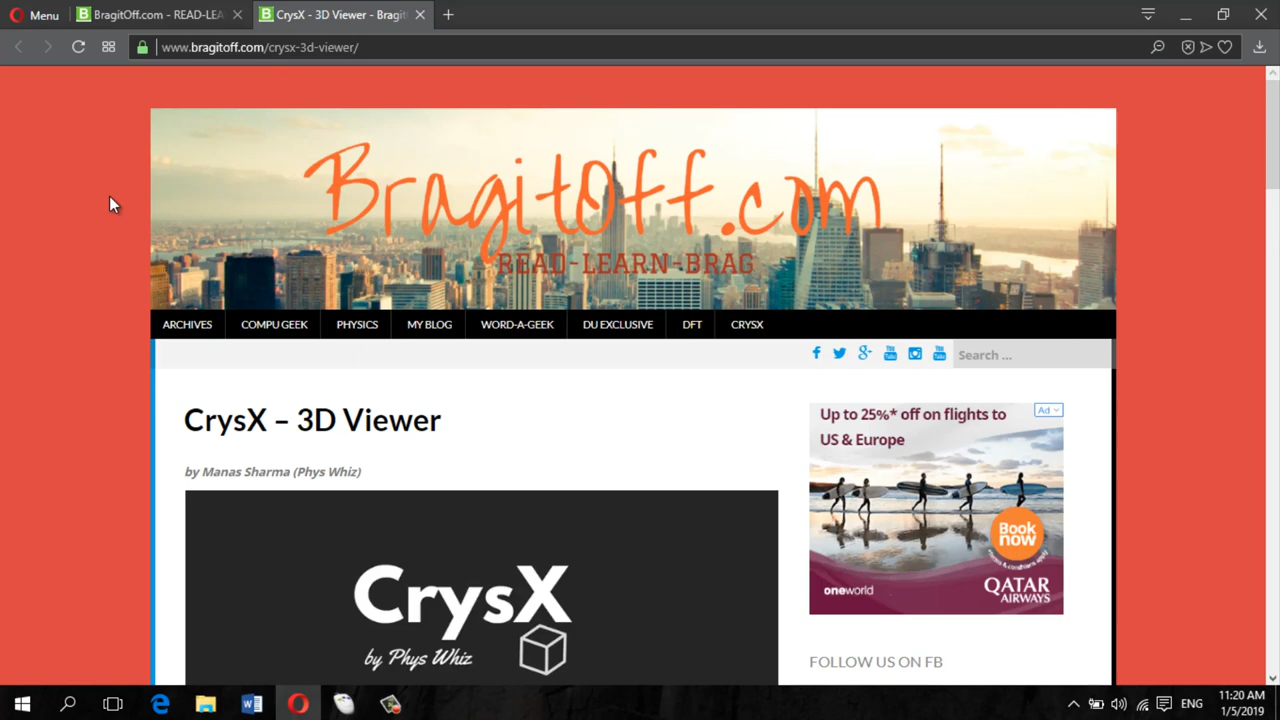 Menu
BragitOff.com - READ-LEA
CrysX - 3D Viewer - Bragit
www.bragitoff.com/crysx-3d-viewer/
BragitOff.com
READ-LEARN-BRAG
ARCHIVES
COMPU GEEK
PHYSICS
MY BLOG
WORD-A-GEEK
DU EXCLUSIVE
DFT
CRYSX
Search ...
CrysX – 3D Viewer
by Manas Sharma (Phys Whiz)
CrysX
by Phys Whiz
Up to 25%* off on flights to
US & Europe
Ad
Book
now
oneworld
QATAR
AIRWAYS
FOLLOW US ON FB
ENG
11:20 AM
1/5/2019